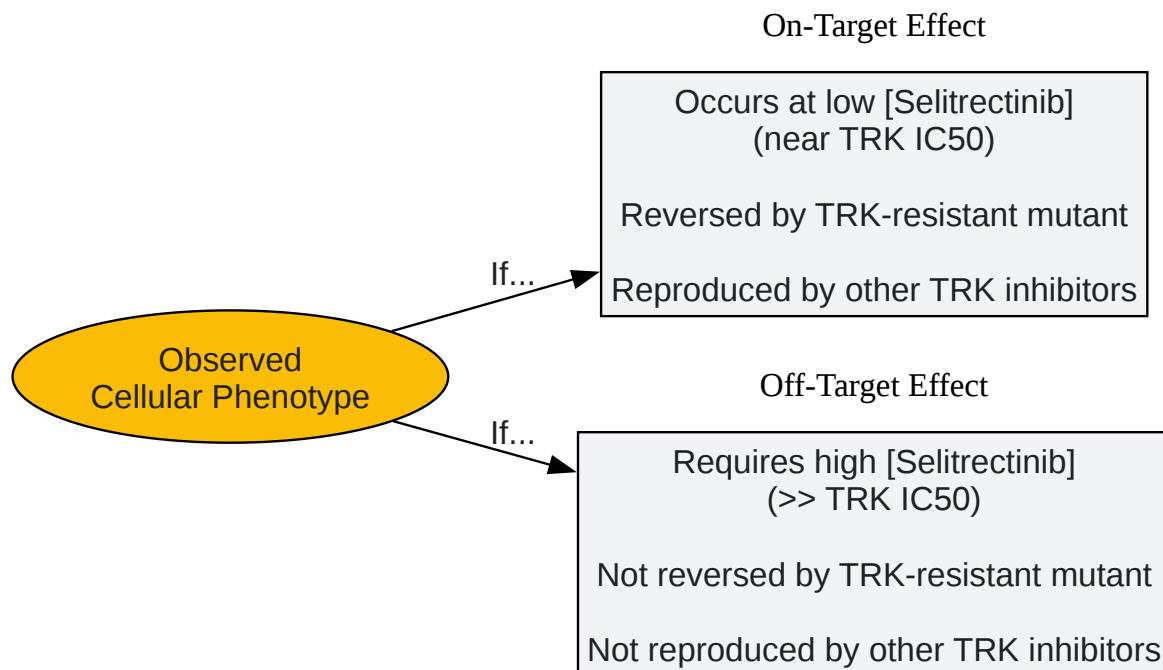 On-Target Effect
Occurs at low [Selitrectinib]
(near TRK IC50)
Reversed by TRK-resistant mutant
Reproduced by other TRK inhibitors
If...
Observed
Cellular Phenotype
If...
Off-Target Effect
Requires high [Selitrectinib]
(>> TRK IC50)
Not reversed by TRK-resistant mutant
Not reproduced by other TRK inhibitors